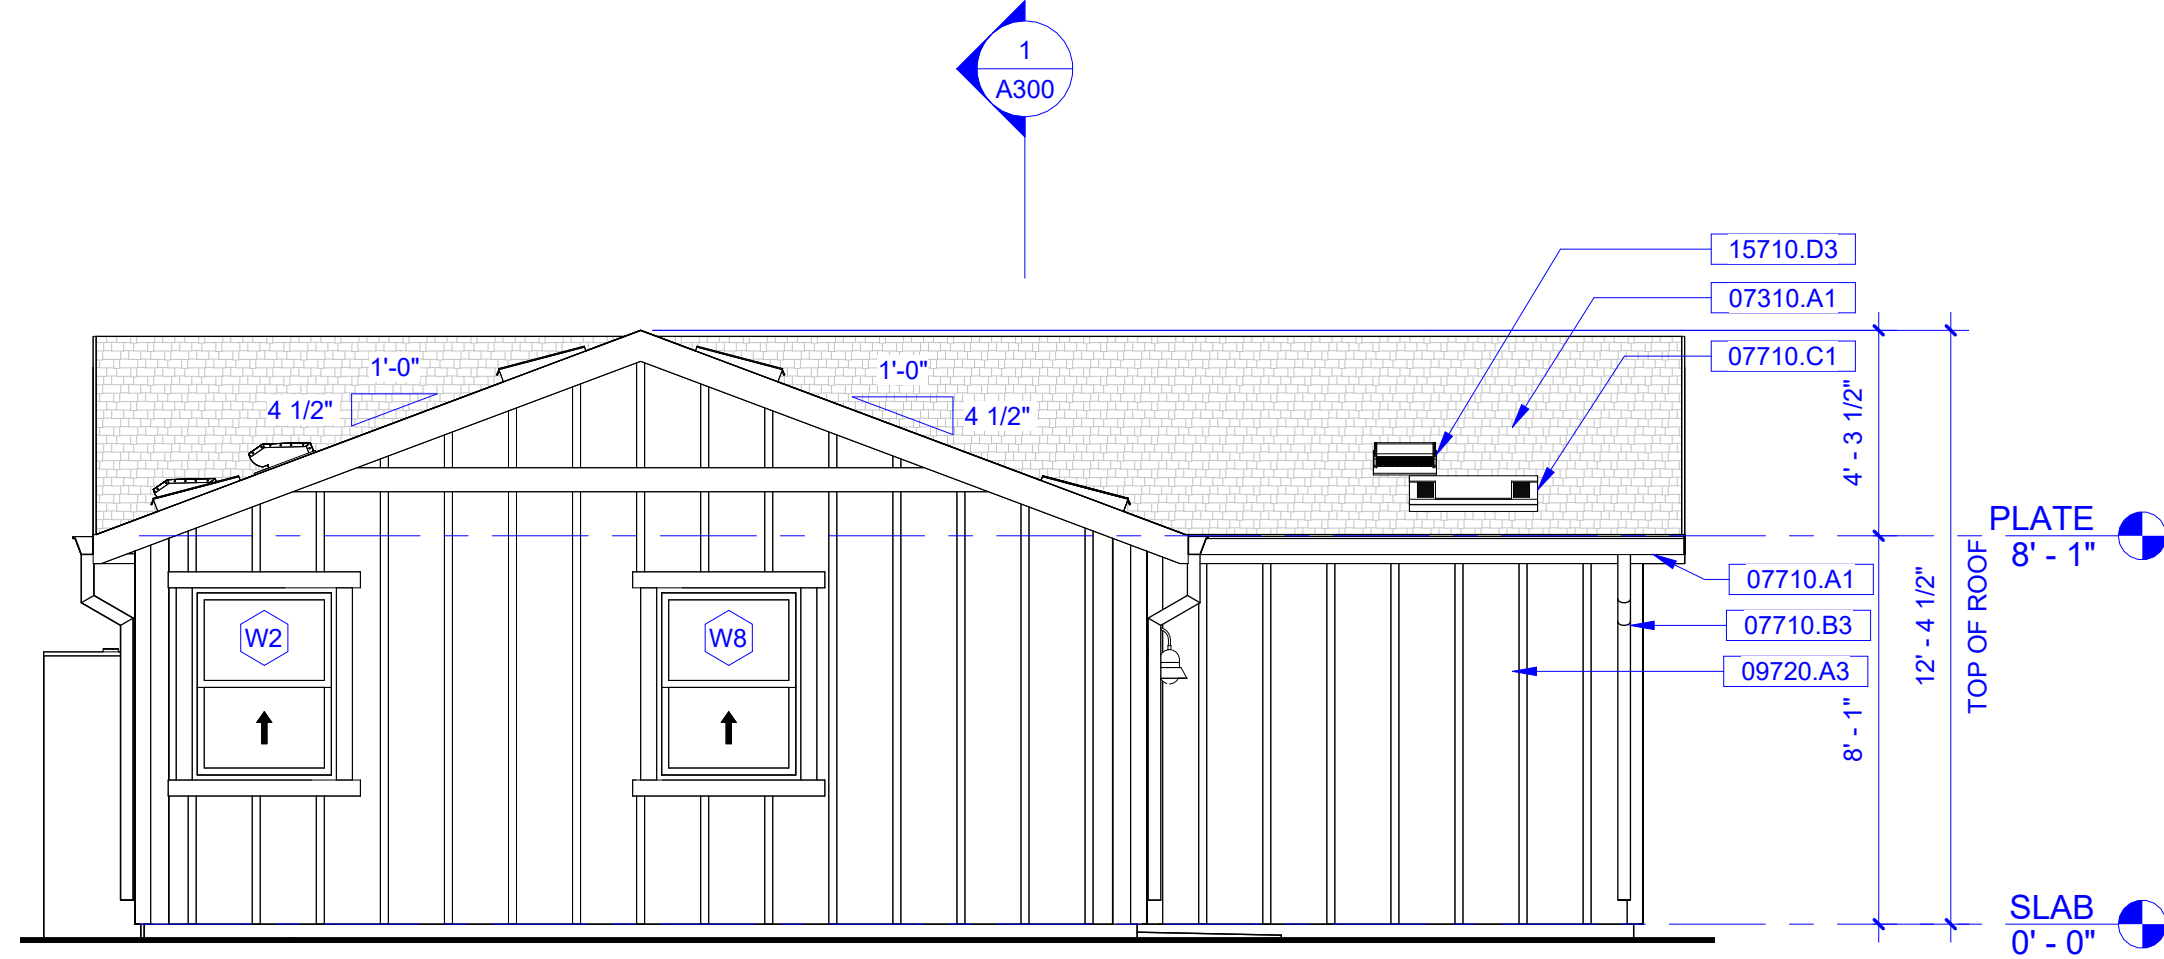 1
A300
15710.D3
07310.A1
07710.C1
1'-0"
4 1/2"
1'-0"
4 1/2"
4' - 3 1/2"
PLATE
8' - 1"
07710.A1
07710.B3
09720.A3
W2
W8
8' - 1"
12' - 4 1/2"
TOP OF ROOF
SLAB
0' - 0"